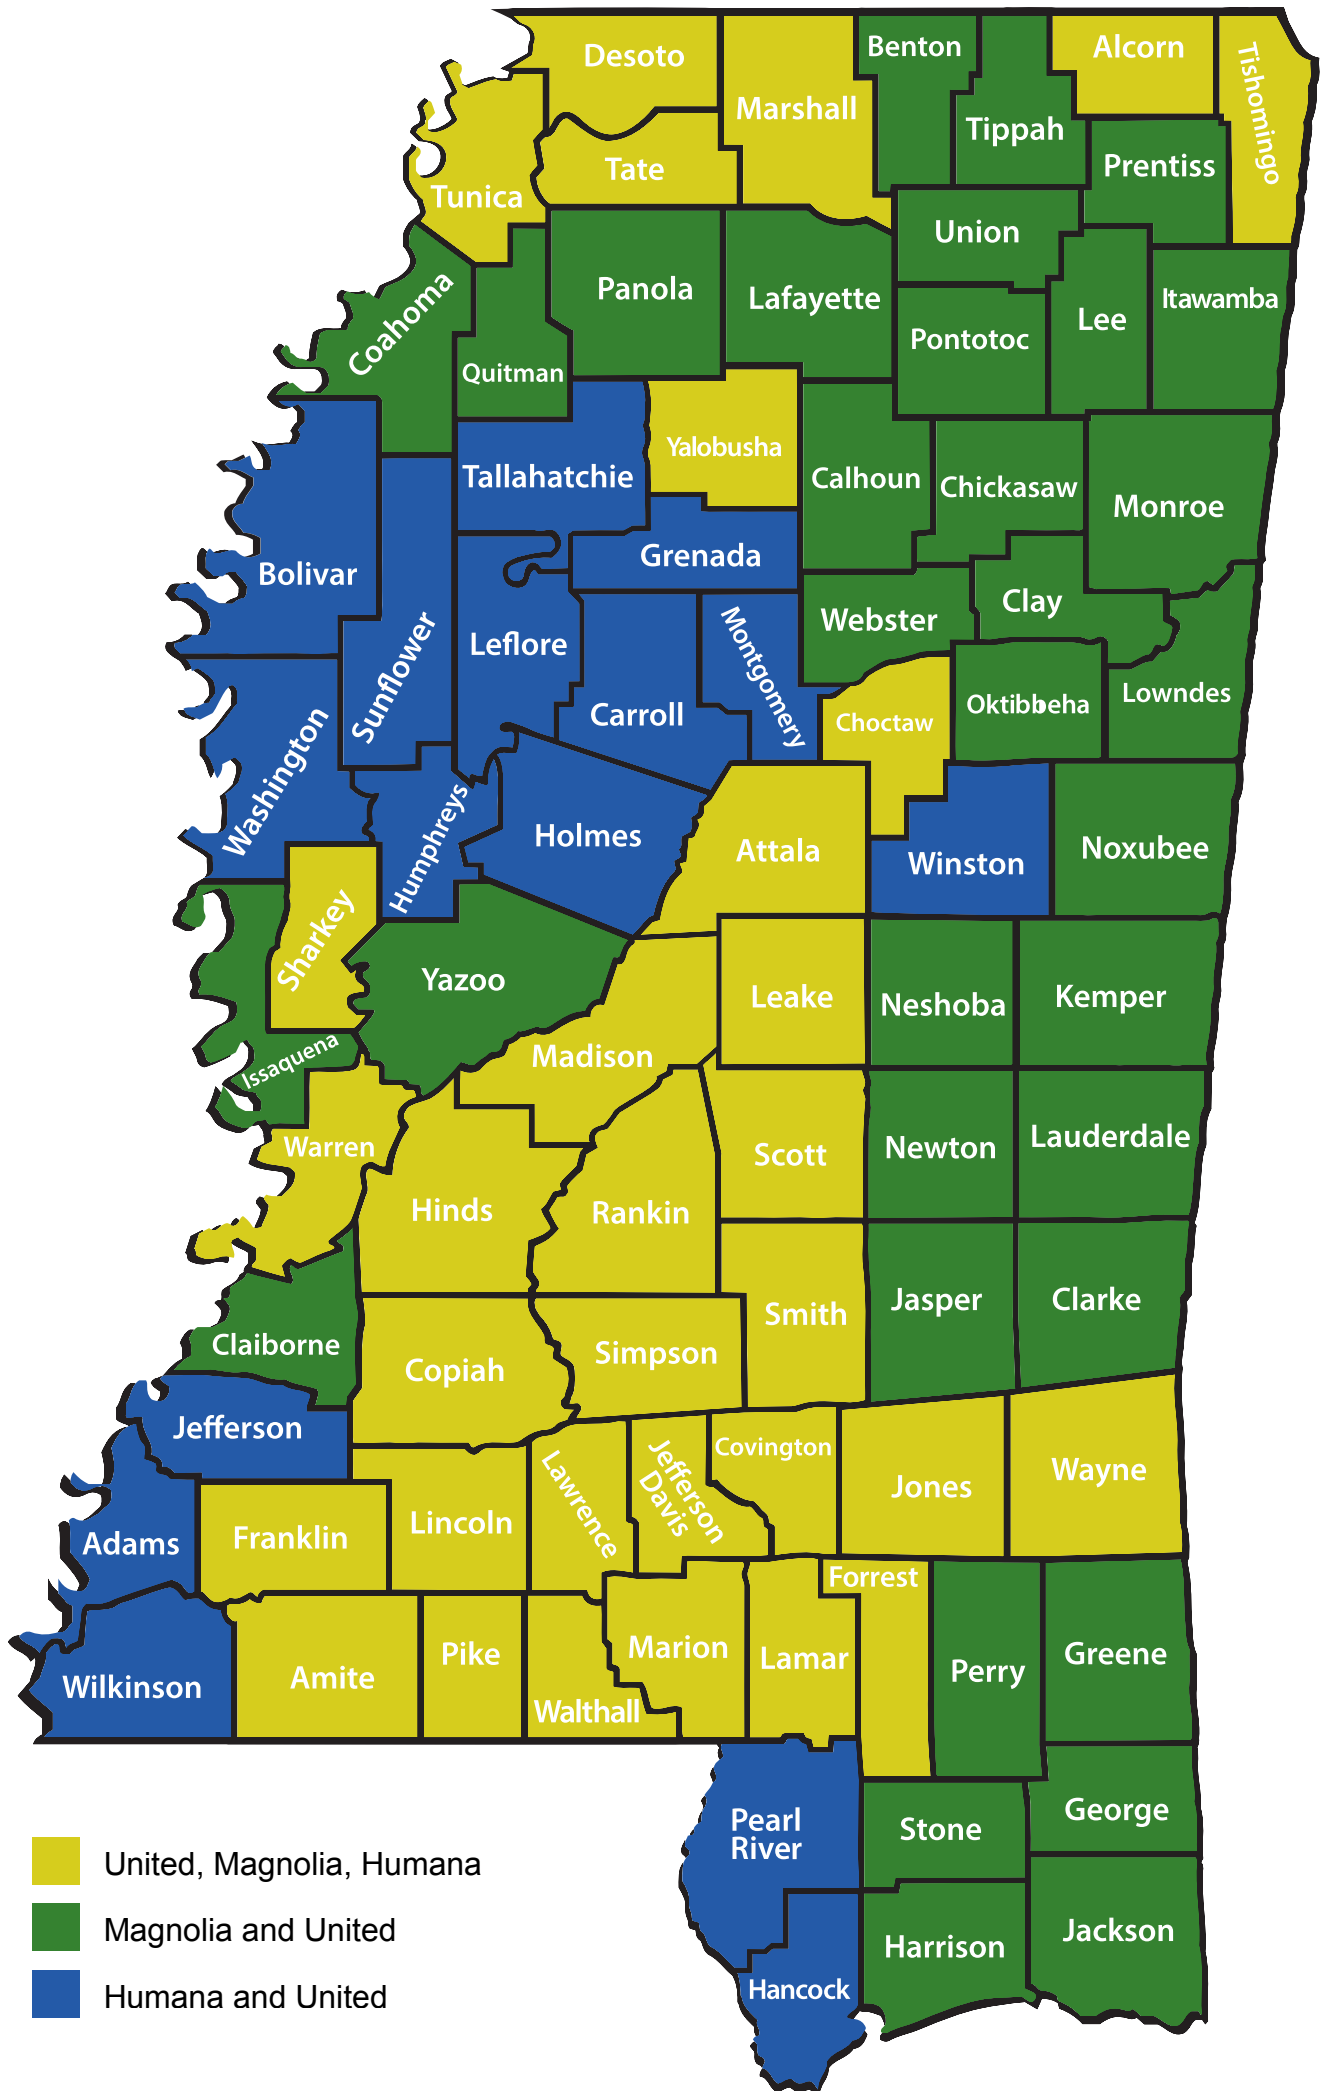 Desoto
Benton
Alcorn
Tishomingo
Marshall
Tippah
Tate
Prentiss
Tunica
Union
Panola
Lafayette
Itawamba
Coahoma
Lee
Pontotoc
Quitman
Yalobusha
Tallahatchie
Calhoun
Chickasaw
Monroe
Grenada
Bolivar
Clay
Webster
Leflore
Montgomery
Sunflower
Carroll
Choctaw
Oktibbeha
Lowndes
Washington
Humphreys
Holmes
Attala
Winston
Noxubee
Sharkey
Yazoo
Leake
Neshoba
Kemper
Issaquena
Madison
Warren
Scott
Newton
Lauderdale
Hinds
Rankin
Smith
Jasper
Clarke
Claiborne
Copiah
Simpson
Jefferson
Covington
Jefferson
Davis
Lawrence
Jones
Wayne
Lincoln
Franklin
Adams
Forrest
Marion
Lamar
Pike
Greene
Perry
Amite
Wilkinson
Walthall
Pearl
River
Stone
George
Harrison
Jackson
Hancock
United, Magnolia, Humana
Magnolia and United
Humana and United